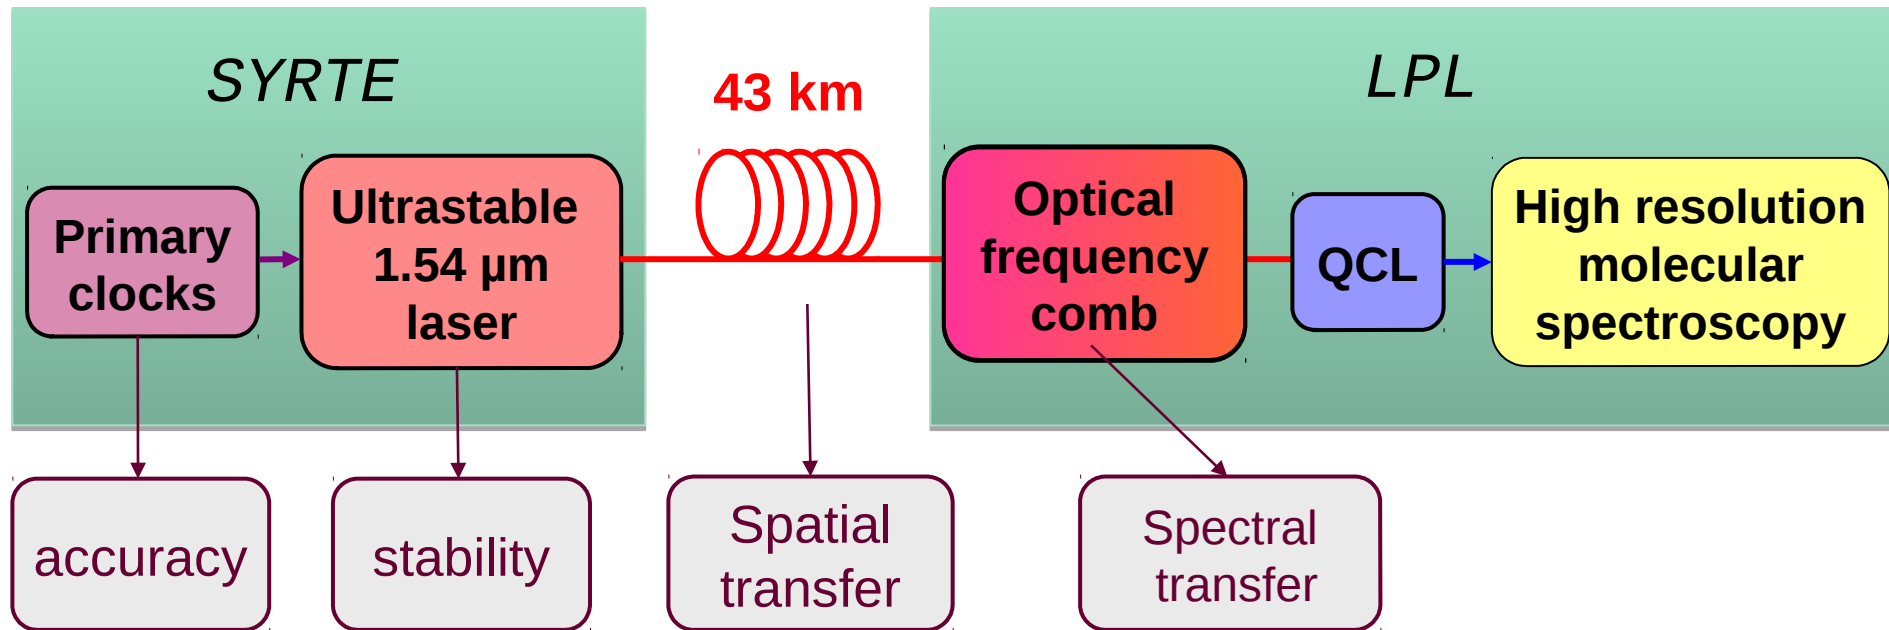 SYRTE
43 km
LPL
Primary
clocks
Ultrastable
1.54 µm
laser
Optical
frequency
comb
QCL
High resolution
molecular
spectroscopy
accuracy
stability
Spatial
transfer
Spectral
transfer